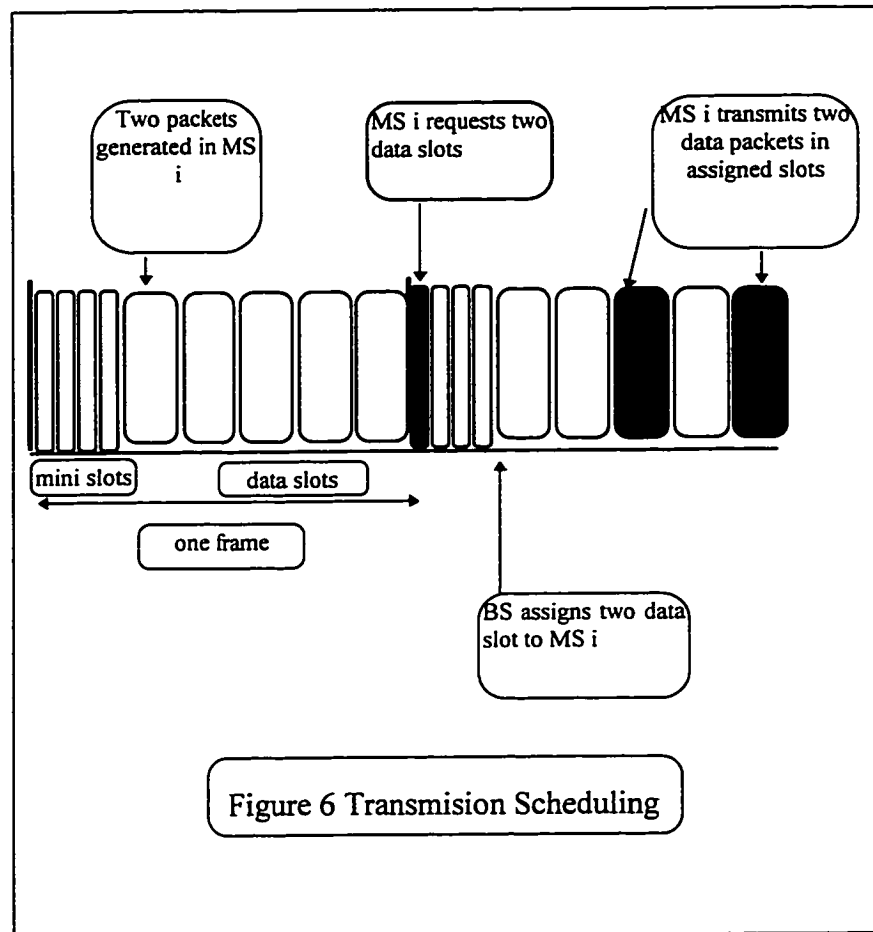 Two packets
generated in MS
i
MS i requests two
data slots
MS i transmits two
data packets in
assigned slots
mini slots
data slots
one frame
BS assigns two data
slot to MS i
Figure 6 Transmision Scheduling